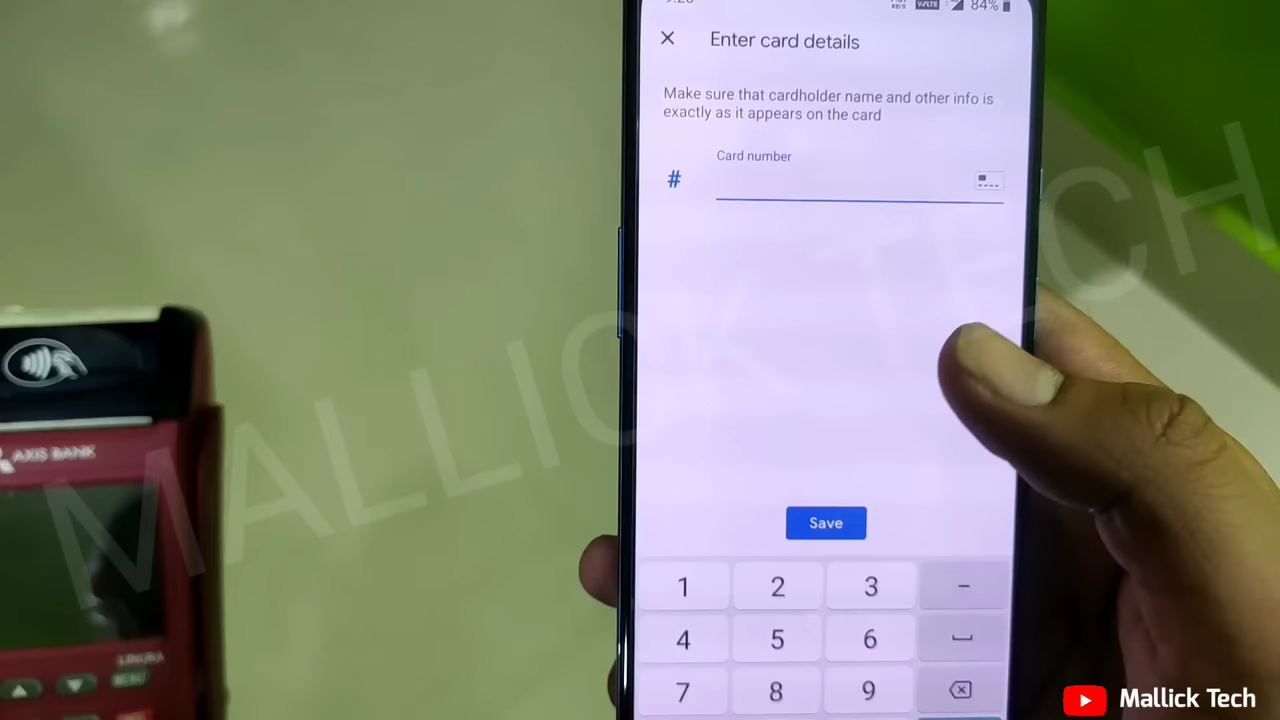 84%
Enter card details
Make sure that cardholder name and other info is
exactly as it appears on the card
Card number
#
Save
1 2 3 –
4 5 6
7 8 9
AXIS BANK
MENU
MALLICK TECH
Mallick Tech